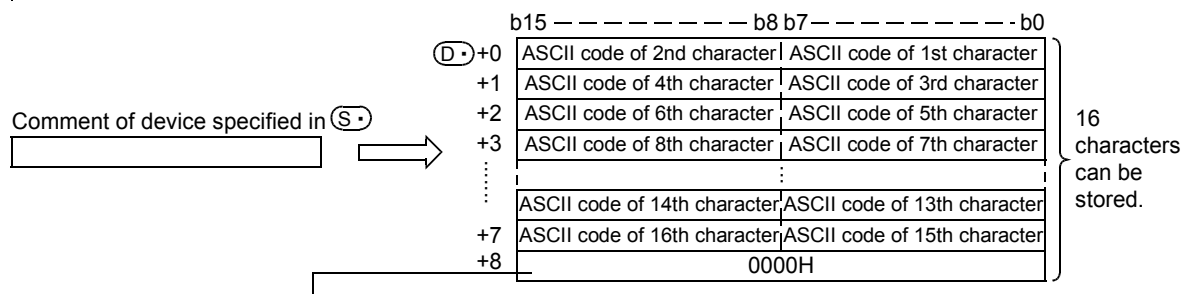 b15 — — — — — — — b8 b7— — — — — — - b0
D· +0 ASCII code of 2nd character ASCII code of 1st character
+1 ASCII code of 4th character ASCII code of 3rd character
Comment of device specified in S·
+2 ASCII code of 6th character ASCII code of 5th character
+3 ASCII code of 8th character ASCII code of 7th character
ASCII code of 14th character ASCII code of 13th character
+7 ASCII code of 16th character ASCII code of 15th character
+8 0000H
16
characters
can be
stored.